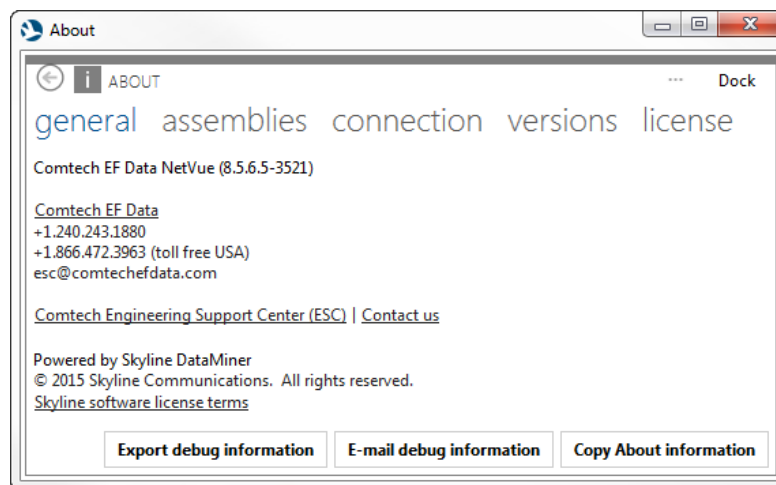 About
i ABOUT ... Dock
general assemblies connection versions license
Comtech EF Data NetVue (8.5.6.5-3521)
Comtech EF Data
+1.240.243.1880
+1.866.472.3963 (toll free USA)
esc@comtechefdata.com
Comtech Engineering Support Center (ESC) | Contact us
Powered by Skyline DataMiner
© 2015 Skyline Communications. All rights reserved.
Skyline software license terms
Export debug information E-mail debug information Copy About information